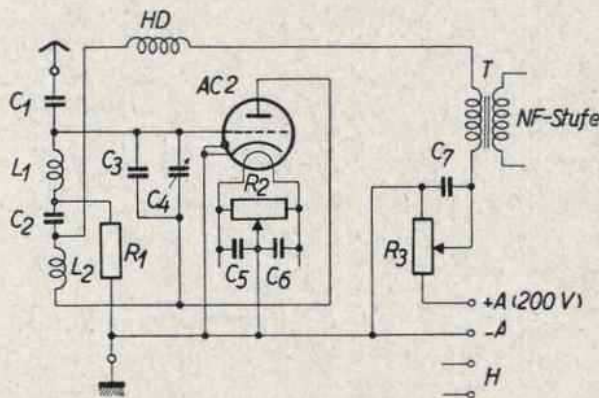 HD
AC2
T
C1
NF-Stufe
L1
C3
C4
R2
C7
C2
L2
R1
C5
C6
R3
+A (200 V)
-A
H